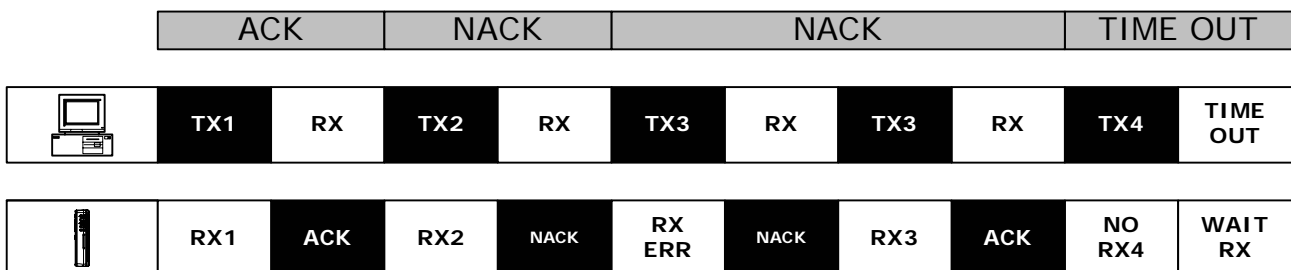 ACK NACK NACK TIME OUT
TX1 RX TX2 RX TX3 RX TX3 RX TX4 TIME
OUT
RX1 ACK RX2 NACK RX
ERR NACK RX3 ACK NO
RX4 WAIT
RX